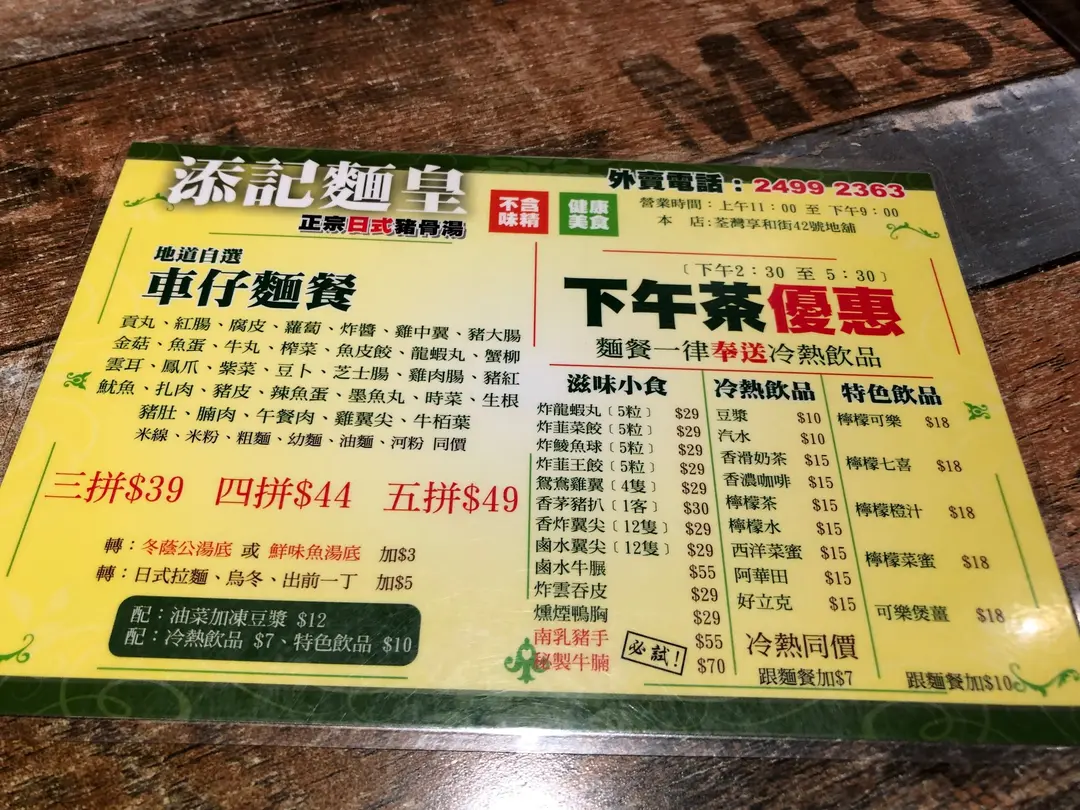 MES
添記麵皇
正宗日式豬骨湯
不含味精
健康美食
外賣電話：2499 2363
營業時間：上午11：00 至 下午9：00
本　店：荃灣享和街42號地舖
地道自選
車仔麵餐
貢丸、紅腸、腐皮、蘿蔔、炸醬、雞中翼、豬大腸
金菇、魚蛋、牛丸、榨菜、魚皮餃、龍蝦丸、蟹柳
雲耳、鳳爪、紫菜、豆卜、芝士腸、雞肉腸、豬紅
魷魚、扎肉、豬皮、辣魚蛋、墨魚丸、時菜、生根
豬肚、腩肉、午餐肉、雞翼尖、牛栢葉
米線、米粉、粗麵、幼麵、油麵、河粉 同價
三拼$39 四拼$44 五拼$49
轉：冬蔭公湯底 或 鮮味魚湯底 加$3
轉：日式拉麵、烏冬、出前一丁 加$5
配：油菜加凍豆漿 $12
配：冷熱飲品 $7、特色飲品 $10
〔下午2：30 至 5：30〕
下午茶優惠
麵餐一律奉送冷熱飲品
滋味小食
炸龍蝦丸〔5粒〕 $29
炸韮菜餃〔5粒〕 $29
炸鯪魚球〔5粒〕 $29
炸韮王餃〔5粒〕 $29
鴛鴦雞翼〔4隻〕 $29
香茅豬扒〔1客〕 $30
香炸翼尖〔12隻〕 $29
鹵水翼尖〔12隻〕 $29
鹵水牛𦟌 $55
炸雲吞皮 $29
燻煙鴨胸 $29
南乳豬手 $55
秘製牛腩 $70
必試!
冷熱飲品
豆漿 $10
汽水 $10
香滑奶茶 $15
香濃咖啡 $15
檸檬茶 $15
檸檬水 $15
西洋菜蜜 $15
阿華田 $15
好立克 $15
冷熱同價
跟麵餐加$7
特色飲品
檸檬可樂 $18
檸檬七喜 $18
檸檬橙汁 $18
檸檬菜蜜 $18
可樂煲薑 $18
跟麵餐加$10